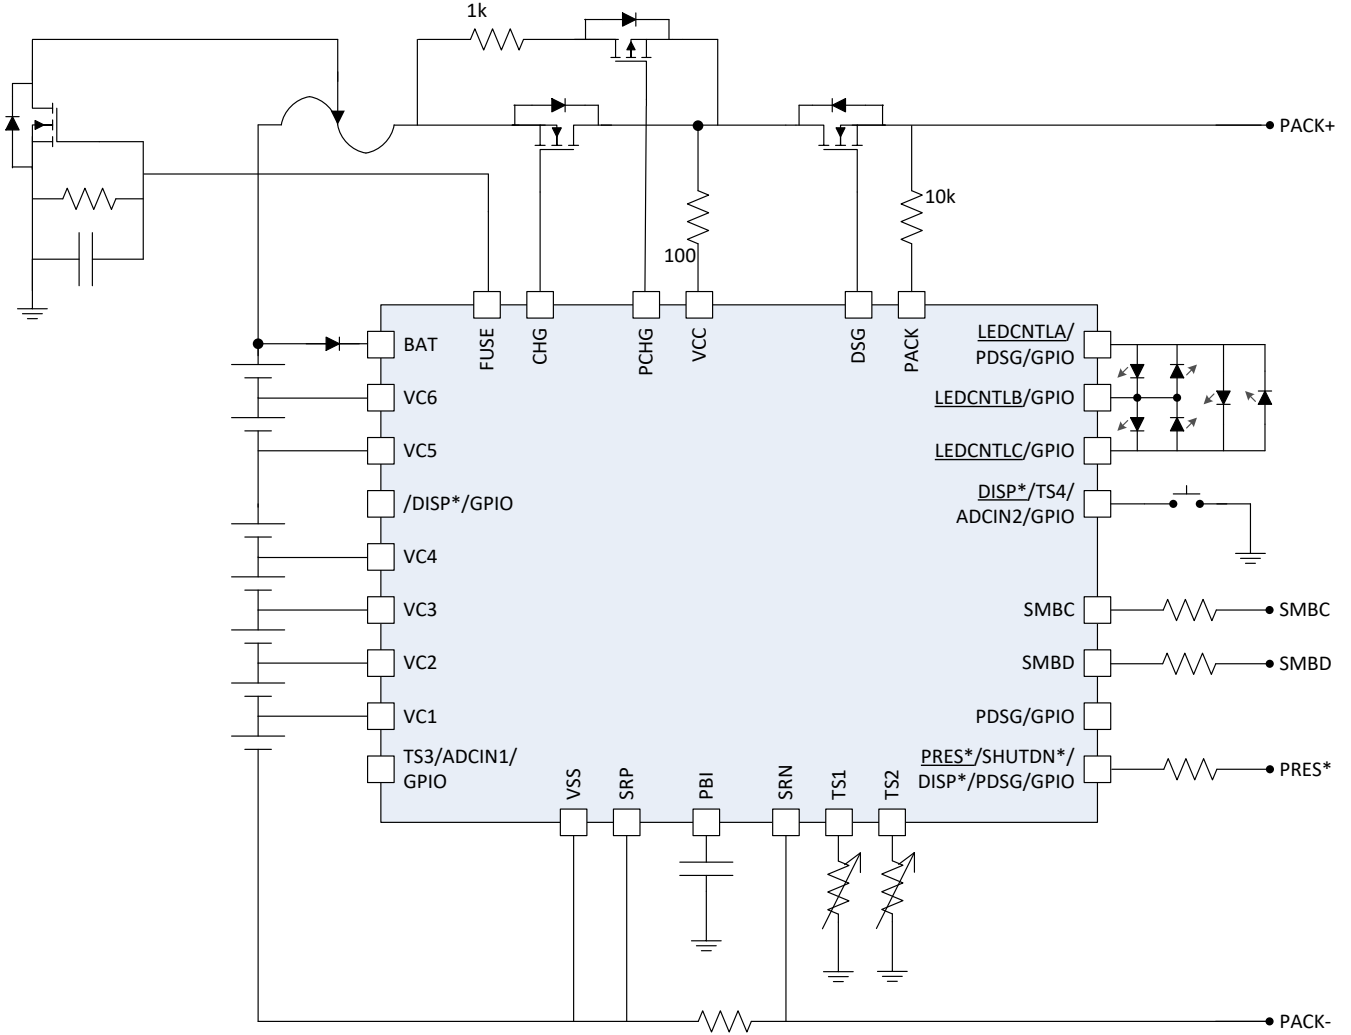 1k
PACK+
10k
100
FUSE
CHG
PCHG
VCC
DSG
PACK
BAT
LEDCNTLA/
PDSG/GPIO
VC6
LEDCNTLB/GPIO
VC5
LEDCNTLC/GPIO
/DISP*/GPIO
DISP*/TS4/
ADCIN2/GPIO
VC4
VC3
SMBC
SMBC
VC2
SMBD
SMBD
VC1
PDSG/GPIO
TS3/ADCIN1/
GPIO
PRES*/SHUTDN*/
DISP*/PDSG/GPIO
PRES*
VSS
SRP
PBI
SRN
TS1
TS2
PACK-